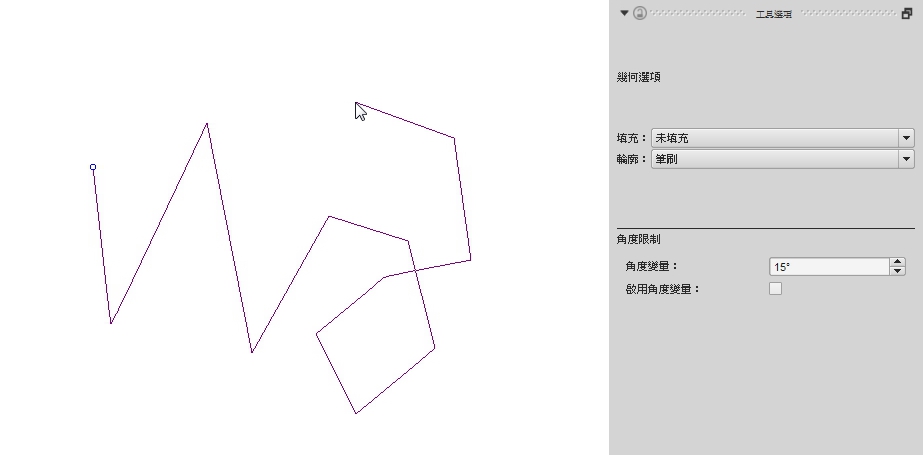 工具選項
幾何選項
填充： 未填充
輪廓： 筆刷
角度限制
角度變量： 15°
啟用角度變量：